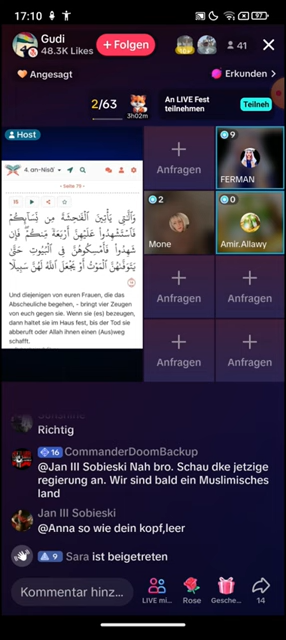 17:10
97
Gudi
48.3K Likes
+ Folgen
41
Angesagt
Erkunden >
2/63
3h02m
An LIVE Fest
teilnehmen
Teilneh
Host
4. an-Nisāʾ
- Seite 79 -
15
وَٱلَّـٰتِى يَأْتِينَ ٱلْفَـٰحِشَةَ مِن نِّسَآئِكُمْ
فَٱسْتَشْهِدُوا۟ عَلَيْهِنَّ أَرْبَعَةً مِّنكُمْ ۖ فَإِن
شَهِدُوا۟ فَأَمْسِكُوهُنَّ فِى ٱلْبُيُوتِ حَتَّىٰ
يَتَوَفَّىٰهُنَّ ٱلْمَوْتُ أَوْ يَجْعَلَ ٱللَّهُ لَهُنَّ سَبِيلًا
Und diejenigen von euren Frauen, die das
Abscheuliche begehen, - bringt vier Zeugen
von euch gegen sie. Wenn sie (es) bezeugen,
dann haltet sie im Haus fest, bis der Tod sie
abberuft oder Allah ihnen einen (Aus)weg
schafft.
Anfragen
9
FERMAN
2
Mone
Amir.Allawy
Anfragen
Anfragen
Anfragen
Anfragen
Sunshine
Richtig
16 CommanderDoomBackup
@Jan III Sobieski Nah bro. Schau dke jetzige
regierung an. Wir sind bald ein Muslimisches
land
Jan III Sobieski
@Anna so wie dein kopf,leer
9 Sara ist beigetreten
Kommentar hinz...
LIVE mi...
Rose
Gesche...
14